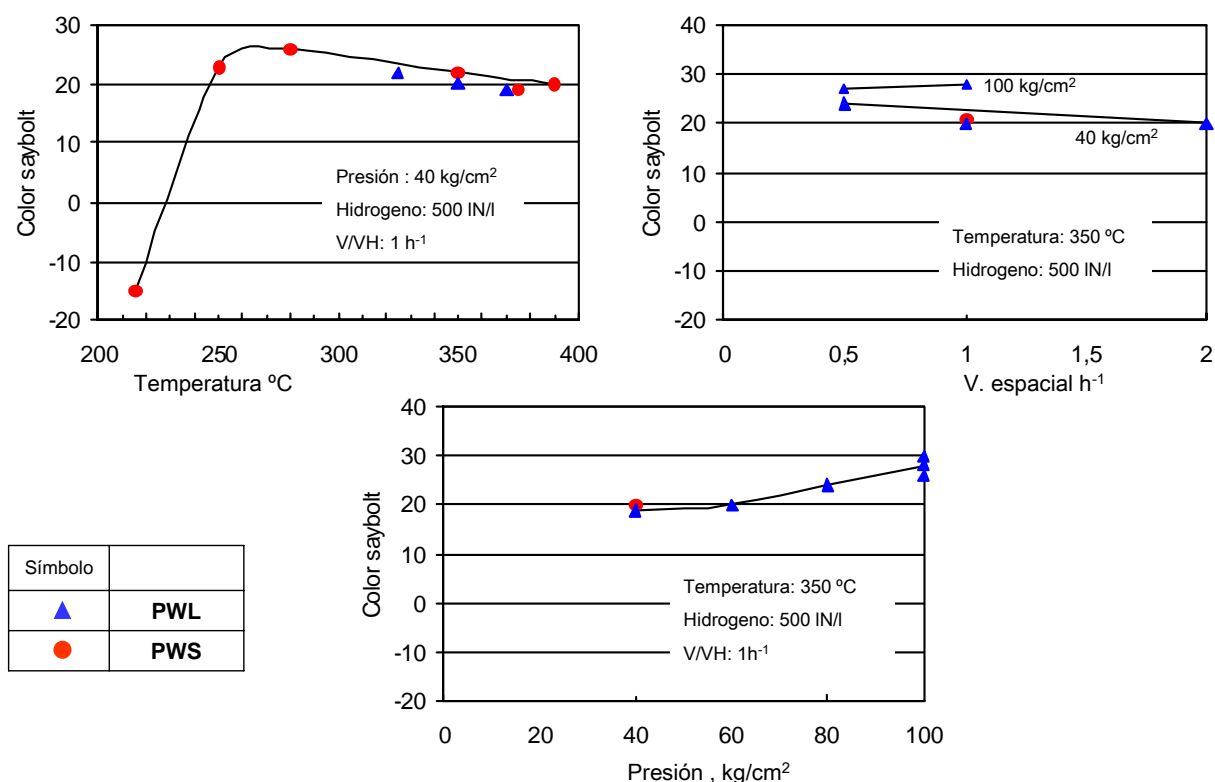 30
20
10
0
-10
-20
Color saybolt
Presión : 40 kg/cm²
Hidrogeno: 500 lN/l
V/VH: 1 h⁻¹
200 250 300 350 400
Temperatura ºC
40
30
20
10
0
-10
-20
Color saybolt
100 kg/cm²
40 kg/cm²
Temperatura: 350 ºC
Hidrogeno: 500 lN/l
0 0,5 1 1,5 2
V. espacial h⁻¹
40
30
20
10
0
-10
-20
Color saybolt
Temperatura: 350 ºC
Hidrogeno: 500 lN/l
V/VH: 1h⁻¹
0 20 40 60 80 100
Presión , kg/cm²
Símbolo
PWL
PWS